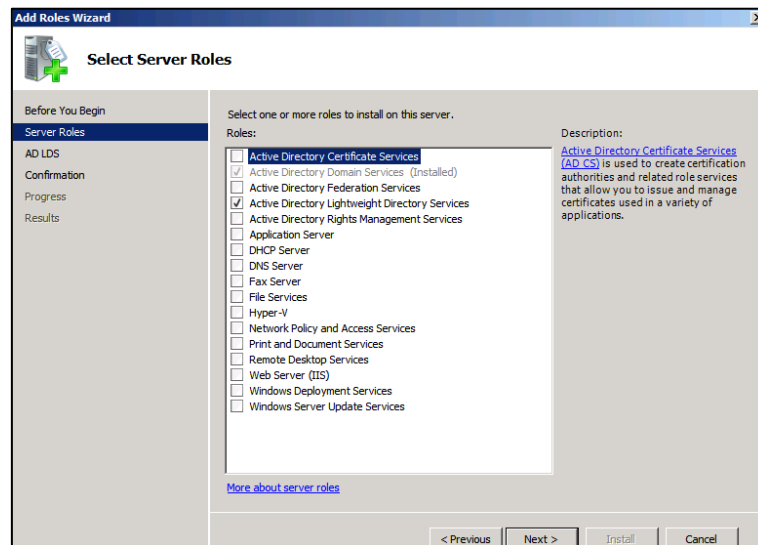 Add Roles Wizard
Select Server Roles
Before You Begin
Server Roles
AD LDS
Confirmation
Progress
Results
Select one or more roles to install on this server.
Roles:
Active Directory Certificate Services
Active Directory Domain Services (Installed)
Active Directory Federation Services
Active Directory Lightweight Directory Services
Active Directory Rights Management Services
Application Server
DHCP Server
DNS Server
Fax Server
File Services
Hyper-V
Network Policy and Access Services
Print and Document Services
Remote Desktop Services
Web Server (IIS)
Windows Deployment Services
Windows Server Update Services
More about server roles
Description:
Active Directory Certificate Services
(AD CS) is used to create certification
authorities and related role services
that allow you to issue and manage
certificates used in a variety of
applications.
< Previous
Next >
Install
Cancel